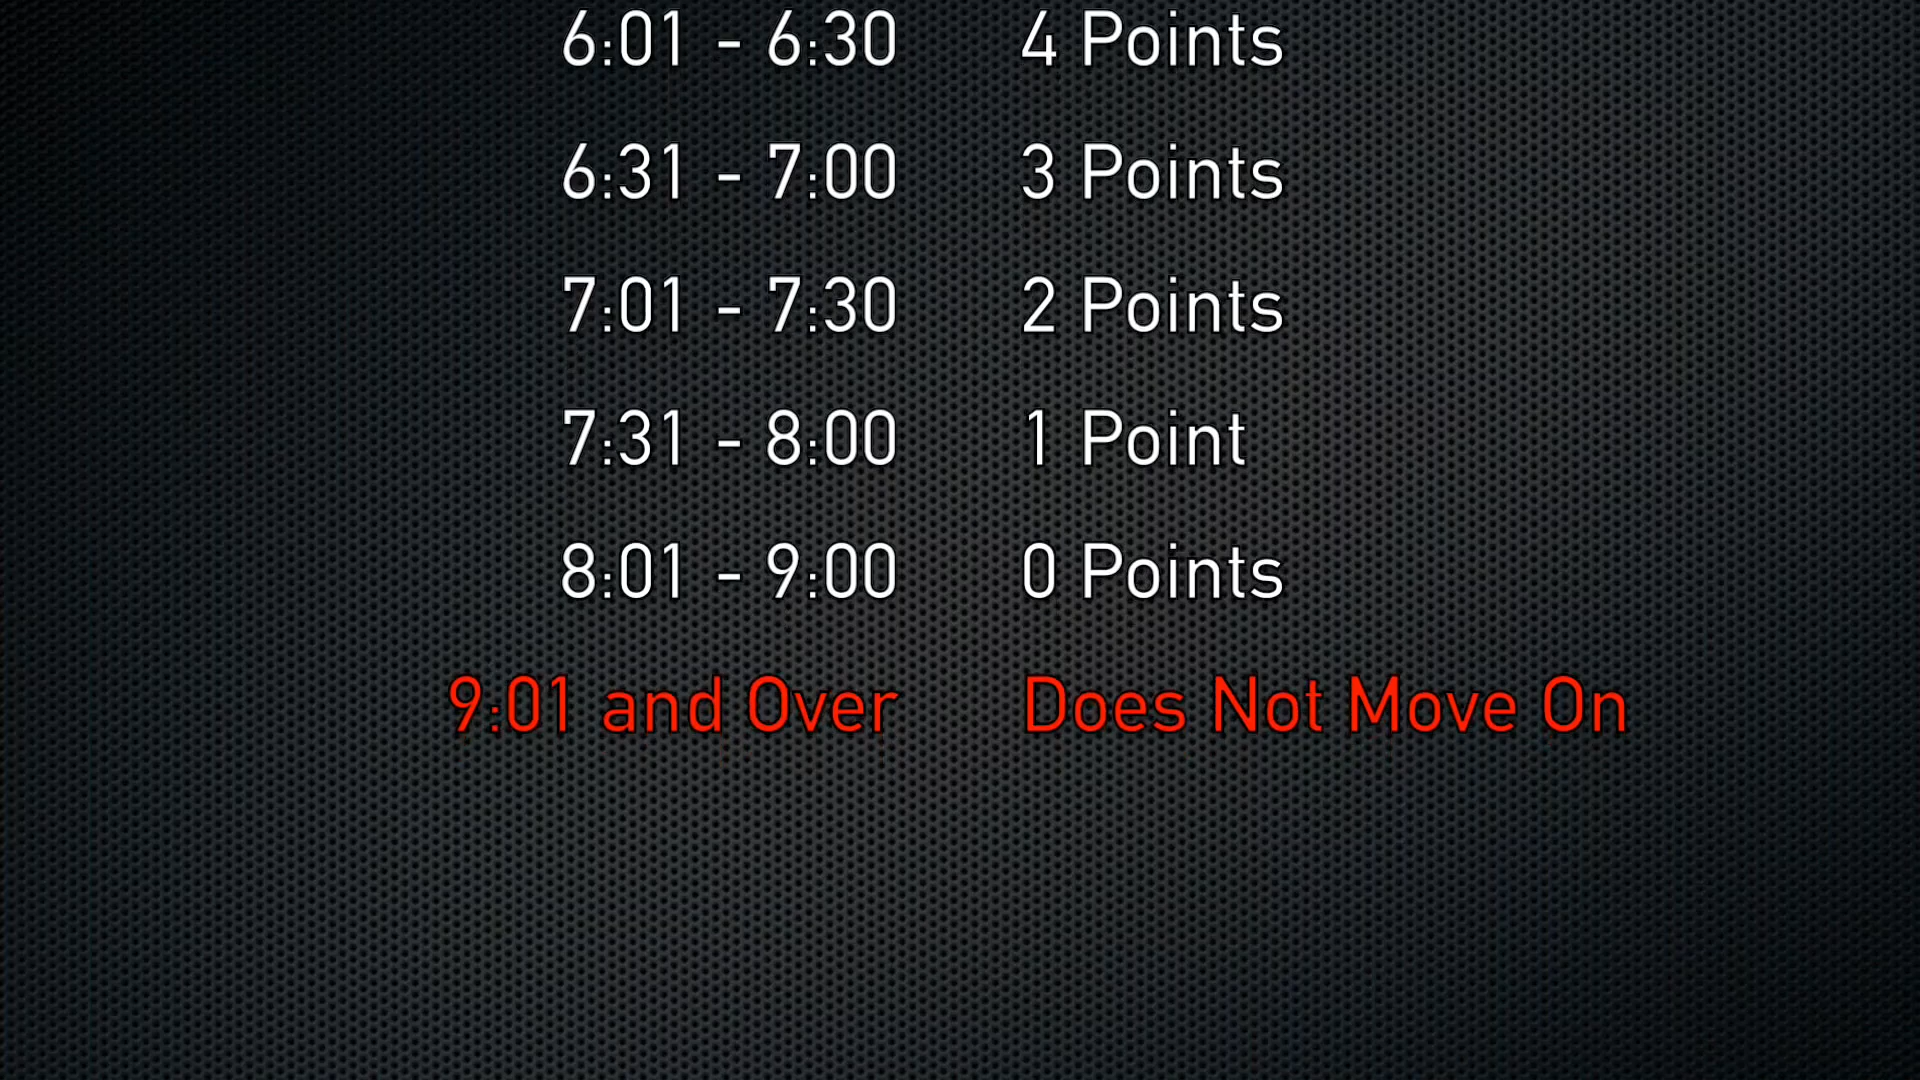 6:01 - 6:30 4 Points
6:31 - 7:00 3 Points
7:01 - 7:30 2 Points
7:31 - 8:00 1 Point
8:01 - 9:00 0 Points
9:01 and Over Does Not Move On